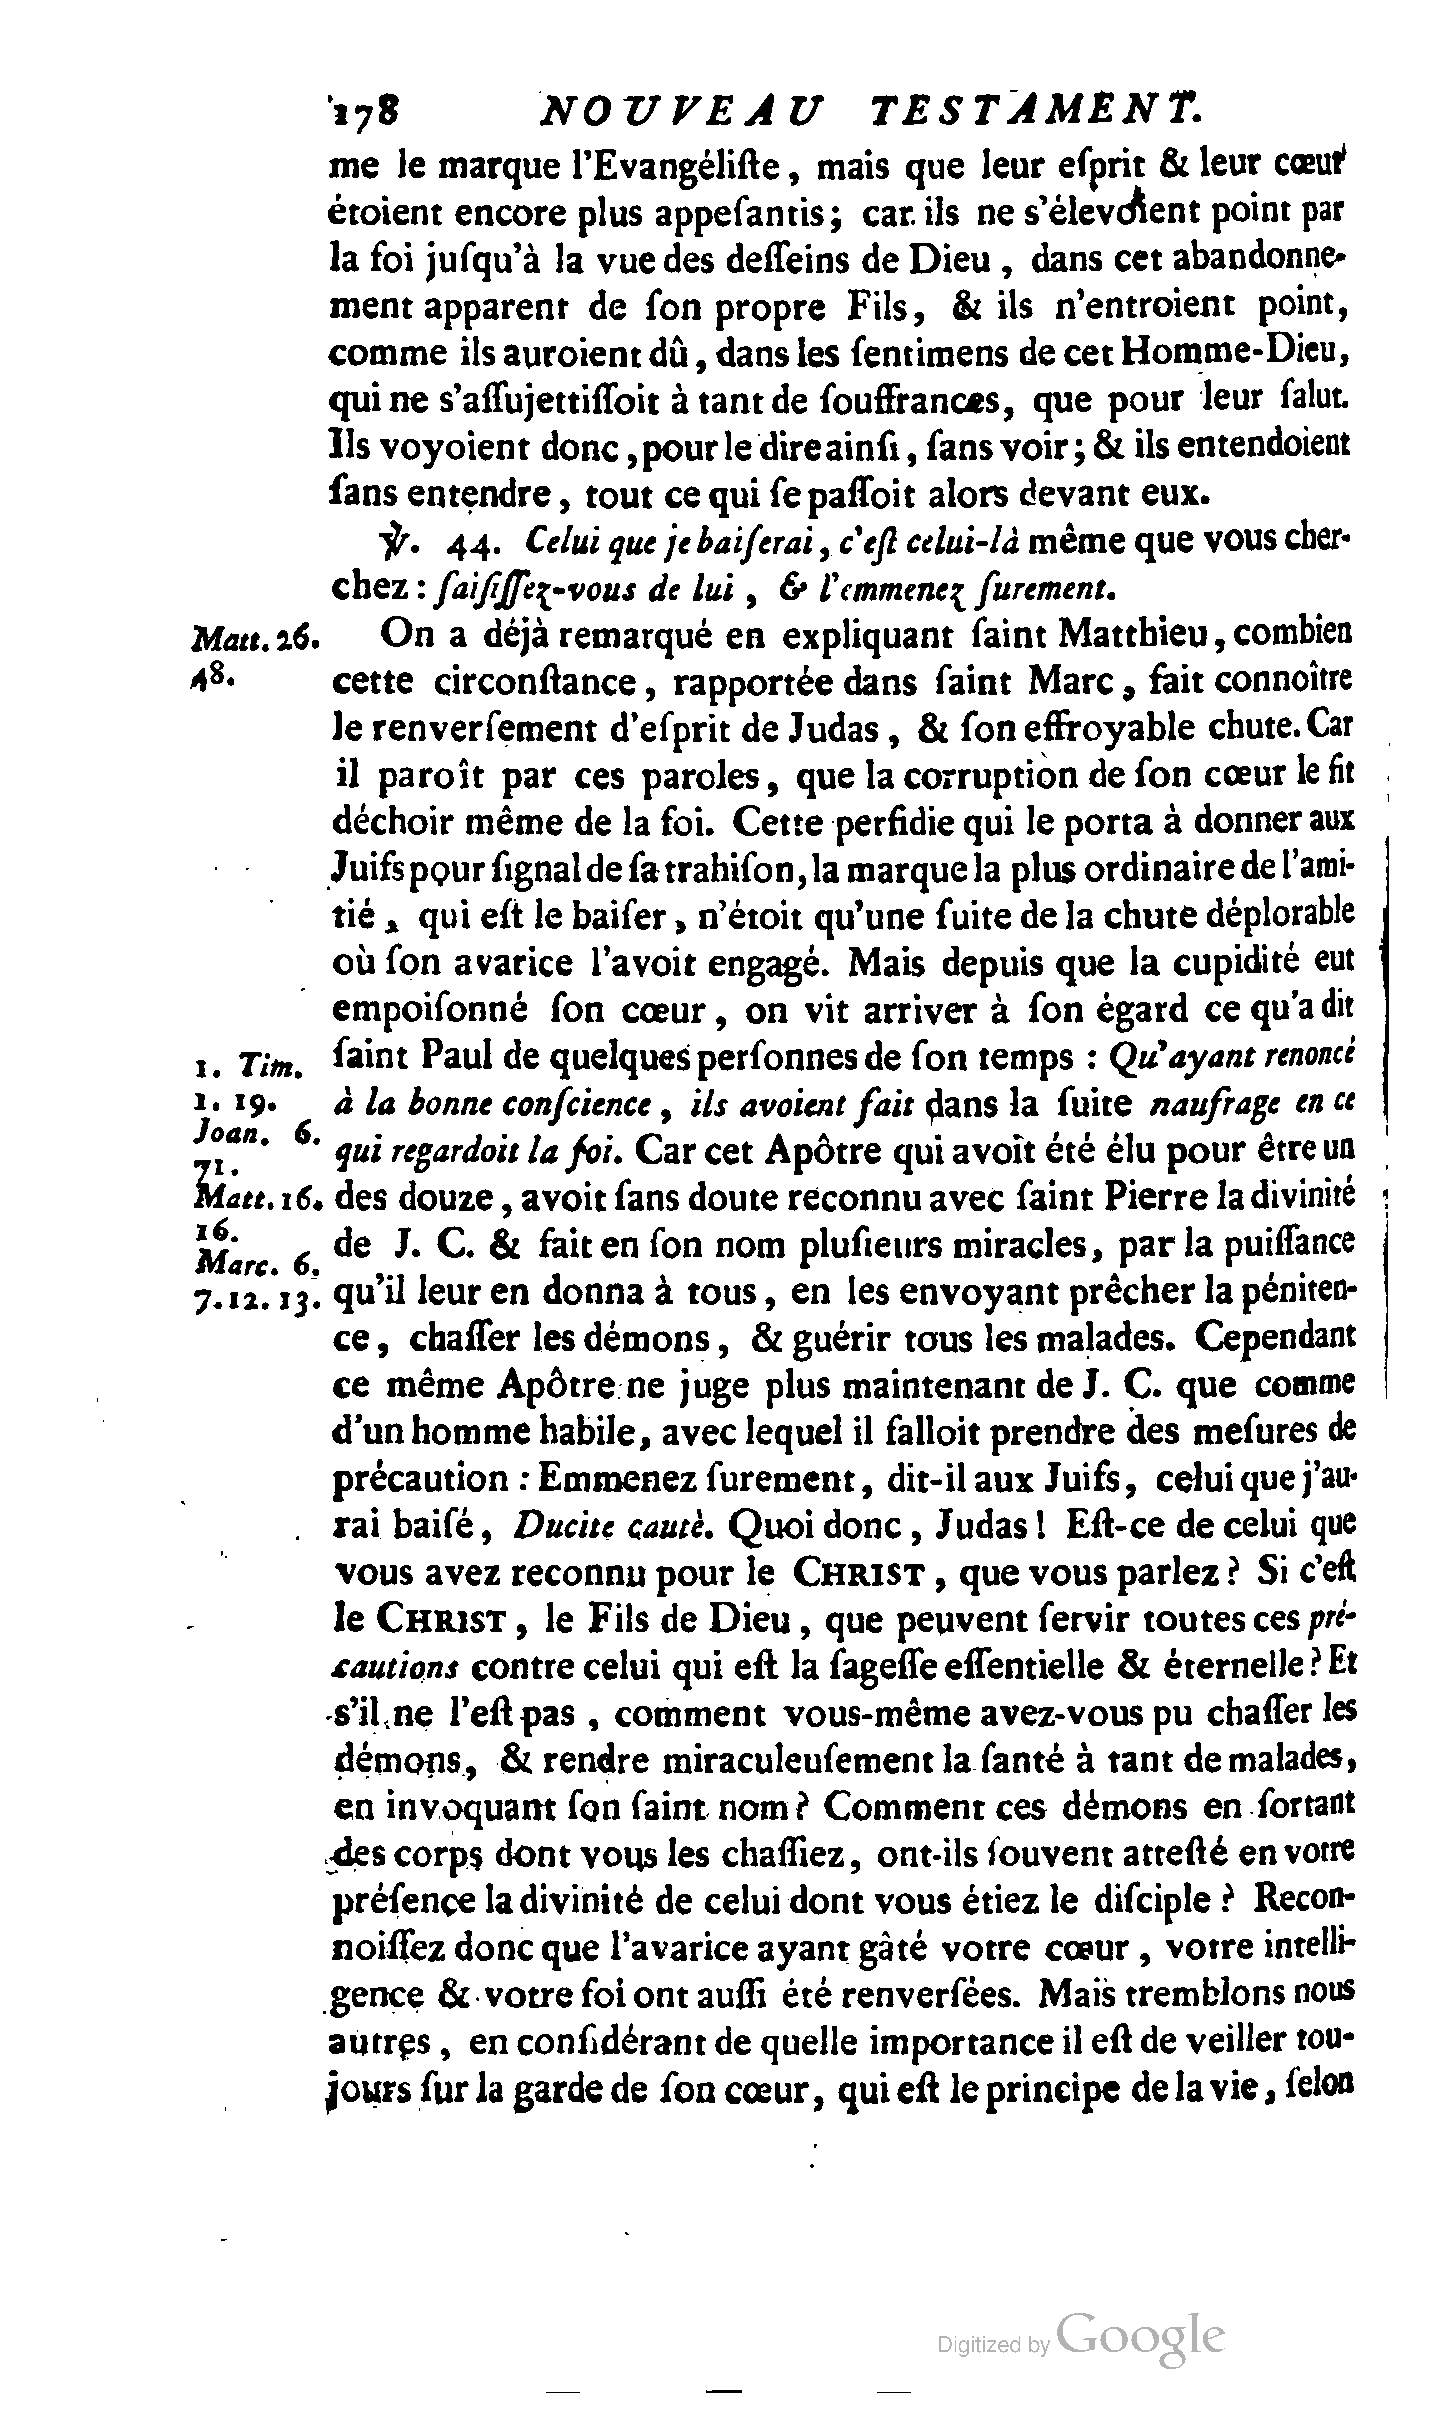 178 NOUVEAU TESTAMENT.
me le marque l'Evangéliſte, mais que leur eſprit & leur cœur
étoient encore plus appeſantis; car ils ne s'élevoient point par
la foi juſqu'à la vue des deſſeins de Dieu, dans cet abandonne-
ment apparent de ſon propre Fils, & ils n'entroient point,
comme ils auroient dû, dans les ſentimens de cet Homme-Dieu,
qui ne s'aſſujettiſſoit à tant de ſouffrances, que pour leur ſalut.
Ils voyoient donc, pour le dire ainſi, ſans voir; & ils entendoient
ſans entendre, tout ce qui ſe paſſoit alors devant eux.
℣. 44. Celui que je baiſerai, c'eſt celui-là même que vous cher-
chez: ſaiſiſſez-vous de lui, & l'emmenez ſurement.
Matt. 26.
48.
On a déjà remarqué en expliquant ſaint Matthieu, combien
cette circonſtance, rapportée dans ſaint Marc, fait connoître
le renverſement d'eſprit de Judas, & ſon effroyable chute. Car
il paroît par ces paroles, que la corruption de ſon cœur le fit
déchoir même de la foi. Cette perfidie qui le porta à donner aux
Juifs pour ſignal de ſa trahiſon, la marque la plus ordinaire de l'ami-
tié, qui eſt le baiſer, n'étoit qu'une ſuite de la chute déplorable
où ſon avarice l'avoit engagé. Mais depuis que la cupidité eut
empoiſonné ſon cœur, on vit arriver à ſon égard ce qu'a dit
1. Tim.
1. 19.
Joan. 6.
71.
Matt. 16.
16.
Marc. 6.
7. 12. 13.
ſaint Paul de quelques perſonnes de ſon temps: Qu'ayant renoncé
à la bonne conſcience, ils avoient fait dans la ſuite naufrage en ce
qui regardoit la foi. Car cet Apôtre qui avoit été élu pour être un
des douze, avoit ſans doute reconnu avec ſaint Pierre la divinité
de J. C. & fait en ſon nom pluſieurs miracles, par la puiſſance
qu'il leur en donna à tous, en les envoyant prêcher la péniten-
ce, chaſſer les démons, & guérir tous les malades. Cependant
ce même Apôtre ne juge plus maintenant de J. C. que comme
d'un homme habile, avec lequel il falloit prendre des meſures de
précaution: Emmenez ſurement, dit-il aux Juifs, celui que j'au-
rai baiſé, Ducite cautè. Quoi donc, Judas! Eſt-ce de celui que
vous avez reconnu pour le CHRIST, que vous parlez? Si c'eſt
le CHRIST, le Fils de Dieu, que peuvent ſervir toutes ces pré-
cautions contre celui qui eſt la ſageſſe eſſentielle & éternelle? Et
s'il ne l'eſt pas, comment vous-même avez-vous pu chaſſer les
démons, & rendre miraculeuſement la ſanté à tant de malades,
en invoquant ſon ſaint nom? Comment ces démons en ſortant
des corps dont vous les chaſſiez, ont-ils ſouvent atteſté en votre
préſence la divinité de celui dont vous étiez le diſciple? Recon-
noiſſez donc que l'avarice ayant gâté votre cœur, votre intelli-
gence & votre foi ont auſſi été renverſées. Mais tremblons nous
autres, en conſidérant de quelle importance il eſt de veiller tou-
jours ſur la garde de ſon cœur, qui eſt le principe de la vie, ſelon
Digitized by Google